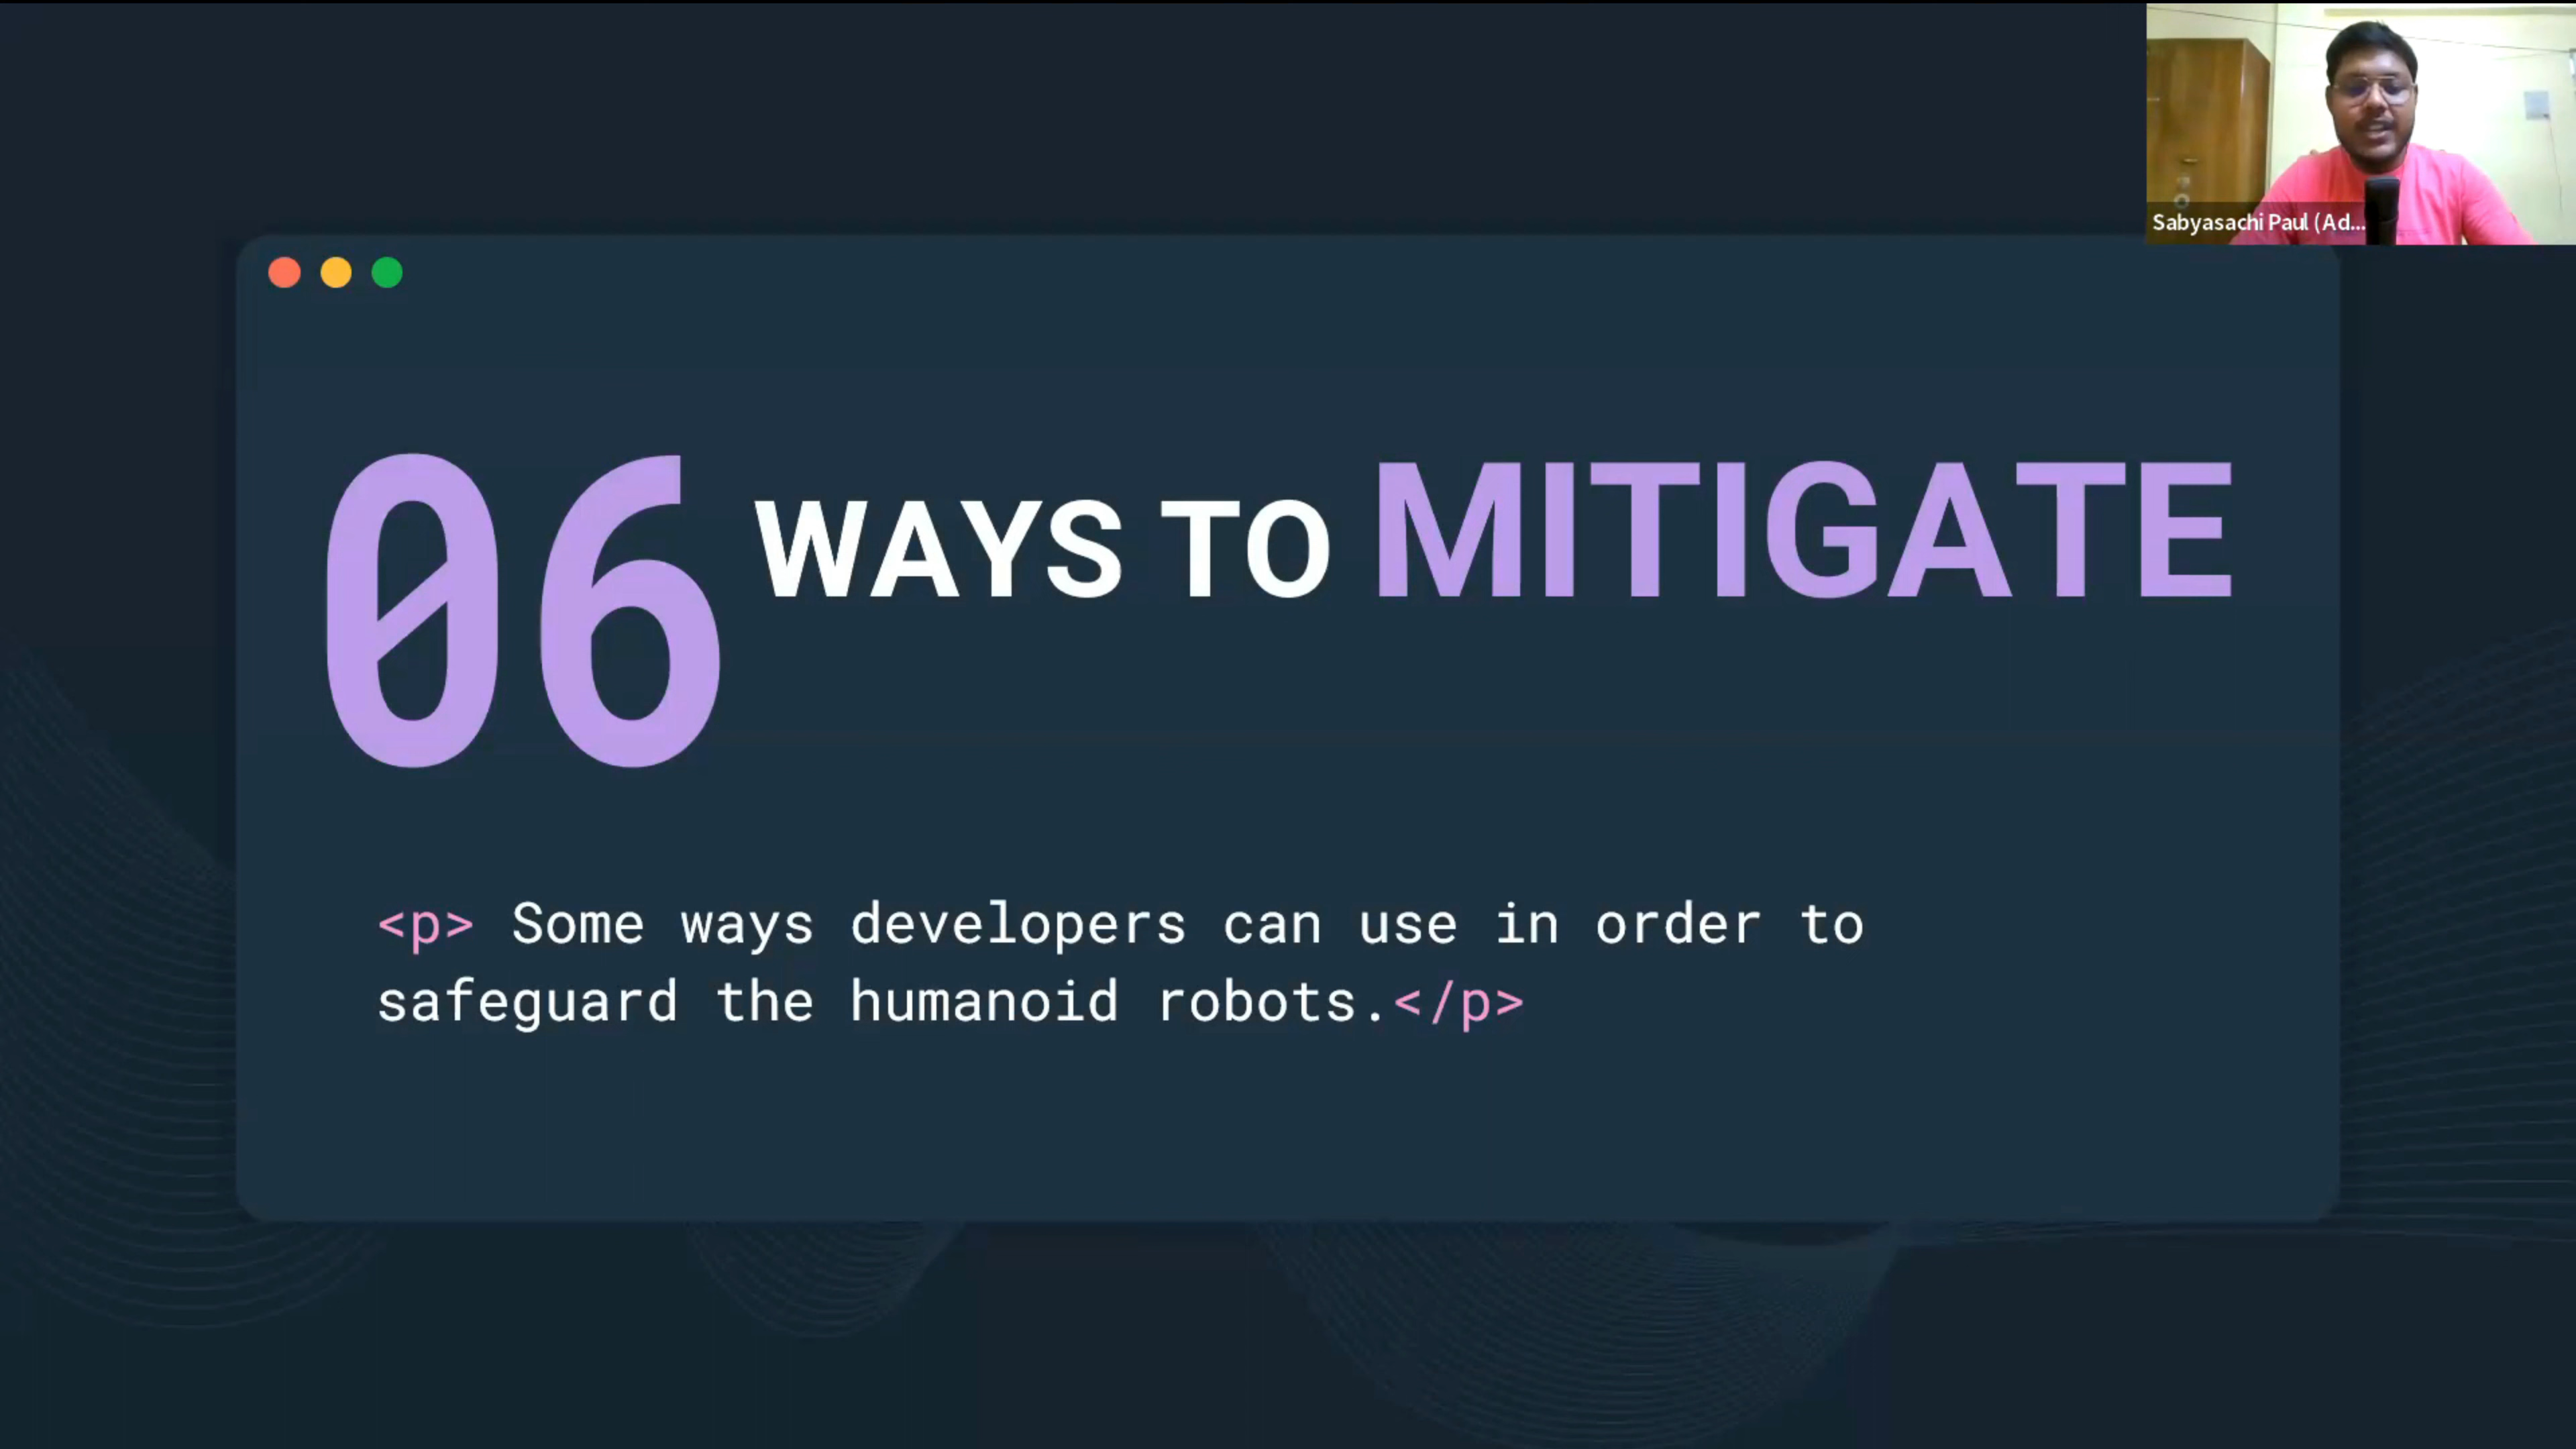 Sabyasachi Paul (Ad...
06 WAYS TO MITIGATE
<p> Some ways developers can use in order to
safeguard the humanoid robots.</p>